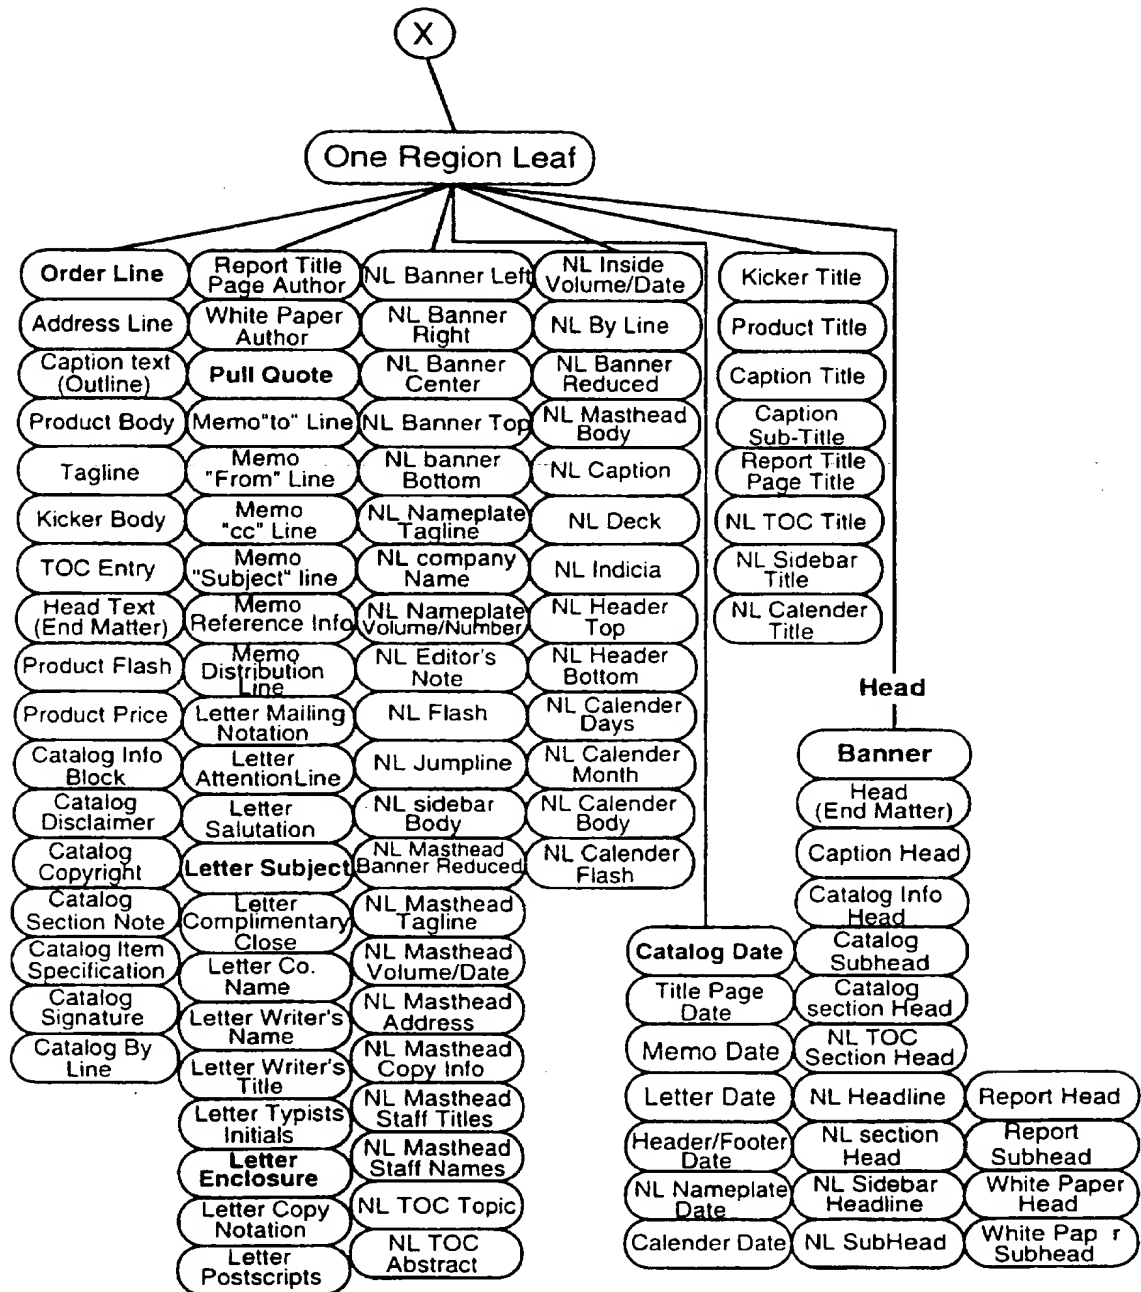 X
One Region Leaf
Order Line
Address Line
Caption text
(Outline)
Product Body
Tagline
Kicker Body
TOC Entry
Head Text
(End Matter)
Product Flash
Product Price
Catalog Info
Block
Catalog
Disclaimer
Catalog
Copyright
Catalog
Section Note
Catalog Item
Specification
Catalog
Signature
Catalog By
Line
Report Title
Page Author
White Paper
Author
Pull Quote
Memo"to" Line
Memo
"From" Line
Memo
"cc" Line
Memo
"Subject" line
Memo
Reference Info
Memo
Distribution
Line
Letter Mailing
Notation
Letter
AttentionLine
Letter
Salutation
Letter Subject
Letter
Complimentary
Close
Letter Co.
Name
Letter Writer's
Name
Letter Writer's
Title
Letter Typists
Initials
Letter
Enclosure
Letter Copy
Notation
Letter
Postscripts
NL Banner Left
NL Banner
Right
NL Banner
Center
NL Banner Top
NL banner
Bottom
NL Nameplate
Tagline
NL company
Name
NL Nameplate
Volume/Number
NL Editor's
Note
NL Flash
NL Jumpline
NL sidebar
Body
NL Masthead
Banner Reduced
NL Masthead
Tagline
NL Masthead
Volume/Date
NL Masthead
Address
NL Masthead
Copy Info
NL Masthead
Staff Titles
NL Masthead
Staff Names
NL TOC Topic
NL TOC
Abstract
NL Inside
Volume/Date
NL By Line
NL Banner
Reduced
NL Masthead
Body
NL Caption
NL Deck
NL Indicia
NL Header
Top
NL Header
Bottom
NL Calender
Days
NL Calender
Month
NL Calender
Body
NL Calender
Flash
Kicker Title
Product Title
Caption Title
Caption
Sub-Title
Report Title
Page Title
NL TOC Title
NL Sidebar
Title
NL Calender
Title
Catalog Date
Title Page
Date
Memo Date
Letter Date
Header/Footer
Date
NL Nameplate
Date
Calender Date
Head
Banner
Head
(End Matter)
Caption Head
Catalog Info
Head
Catalog
Subhead
Catalog
section Head
NL TOC
Section Head
NL Headline
NL section
Head
NL Sidebar
Headline
NL SubHead
Report Head
Report
Subhead
White Paper
Head
White Pap r
Subhead